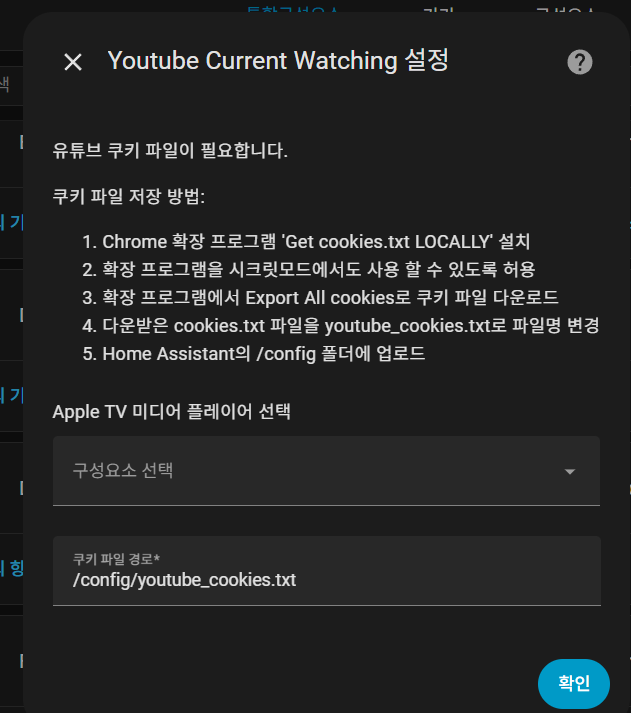 Youtube Current Watching 설정
유튜브 쿠키 파일이 필요합니다.
쿠키 파일 저장 방법:
1. Chrome 확장 프로그램 'Get cookies.txt LOCALLY' 설치
2. 확장 프로그램을 시크릿모드에서도 사용 할 수 있도록 허용
3. 확장 프로그램에서 Export All cookies로 쿠키 파일 다운로드
4. 다운받은 cookies.txt 파일을 youtube_cookies.txt로 파일명 변경
5. Home Assistant의 /config 폴더에 업로드
Apple TV 미디어 플레이어 선택
구성요소 선택
쿠키 파일 경로*
/config/youtube_cookies.txt
확인